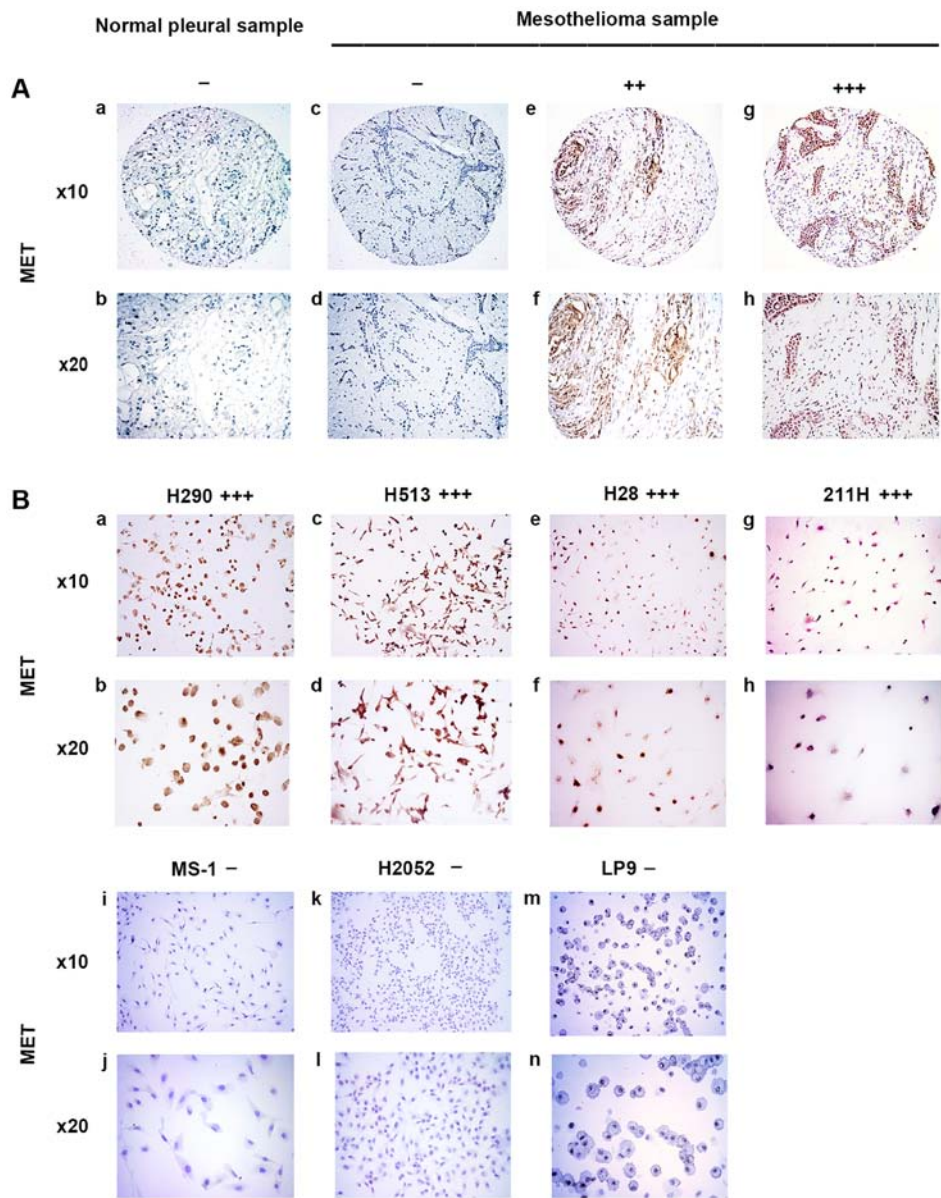 Normal pleural sample Mesothelioma sample
A – – ++ +++
a c e g
x10
MET
b d f h
x20
B H290 +++ H513 +++ H28 +++ 211H +++
a c e g
x10
MET
b d f h
x20
MS-1 – H2052 – LP9 –
i k m
x10
MET
j l n
x20